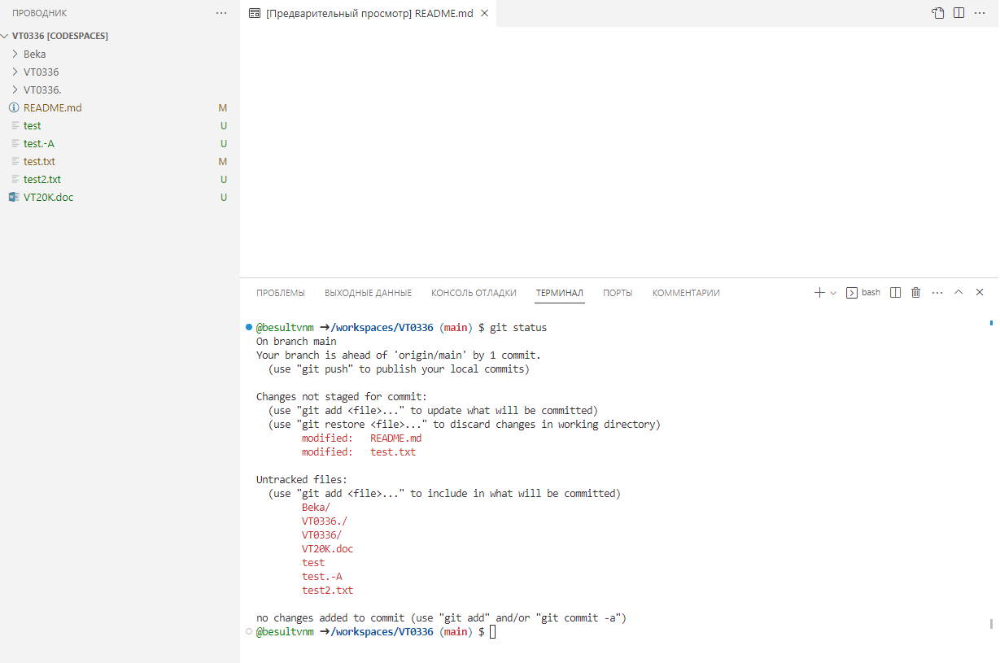 ПРОВОДНИК
VT0336 [CODESPACES]
Beka
VT0336
VT0336.
README.md M
test U
test.-A U
test.txt M
test2.txt U
VT20K.doc U
[Предварительный просмотр] README.md
ПРОБЛЕМЫ ВЫХОДНЫЕ ДАННЫЕ КОНСОЛЬ ОТЛАДКИ ТЕРМИНАЛ ПОРТЫ КОММЕНТАРИИ bash
@besultvnm ➜/workspaces/VT0336 (main) $ git status
On branch main
Your branch is ahead of 'origin/main' by 1 commit.
(use "git push" to publish your local commits)
Changes not staged for commit:
(use "git add <file>..." to update what will be committed)
(use "git restore <file>..." to discard changes in working directory)
modified: README.md
modified: test.txt
Untracked files:
(use "git add <file>..." to include in what will be committed)
Beka/
VT0336./
VT0336/
VT20K.doc
test
test.-A
test2.txt
no changes added to commit (use "git add" and/or "git commit -a")
@besultvnm ➜/workspaces/VT0336 (main) $